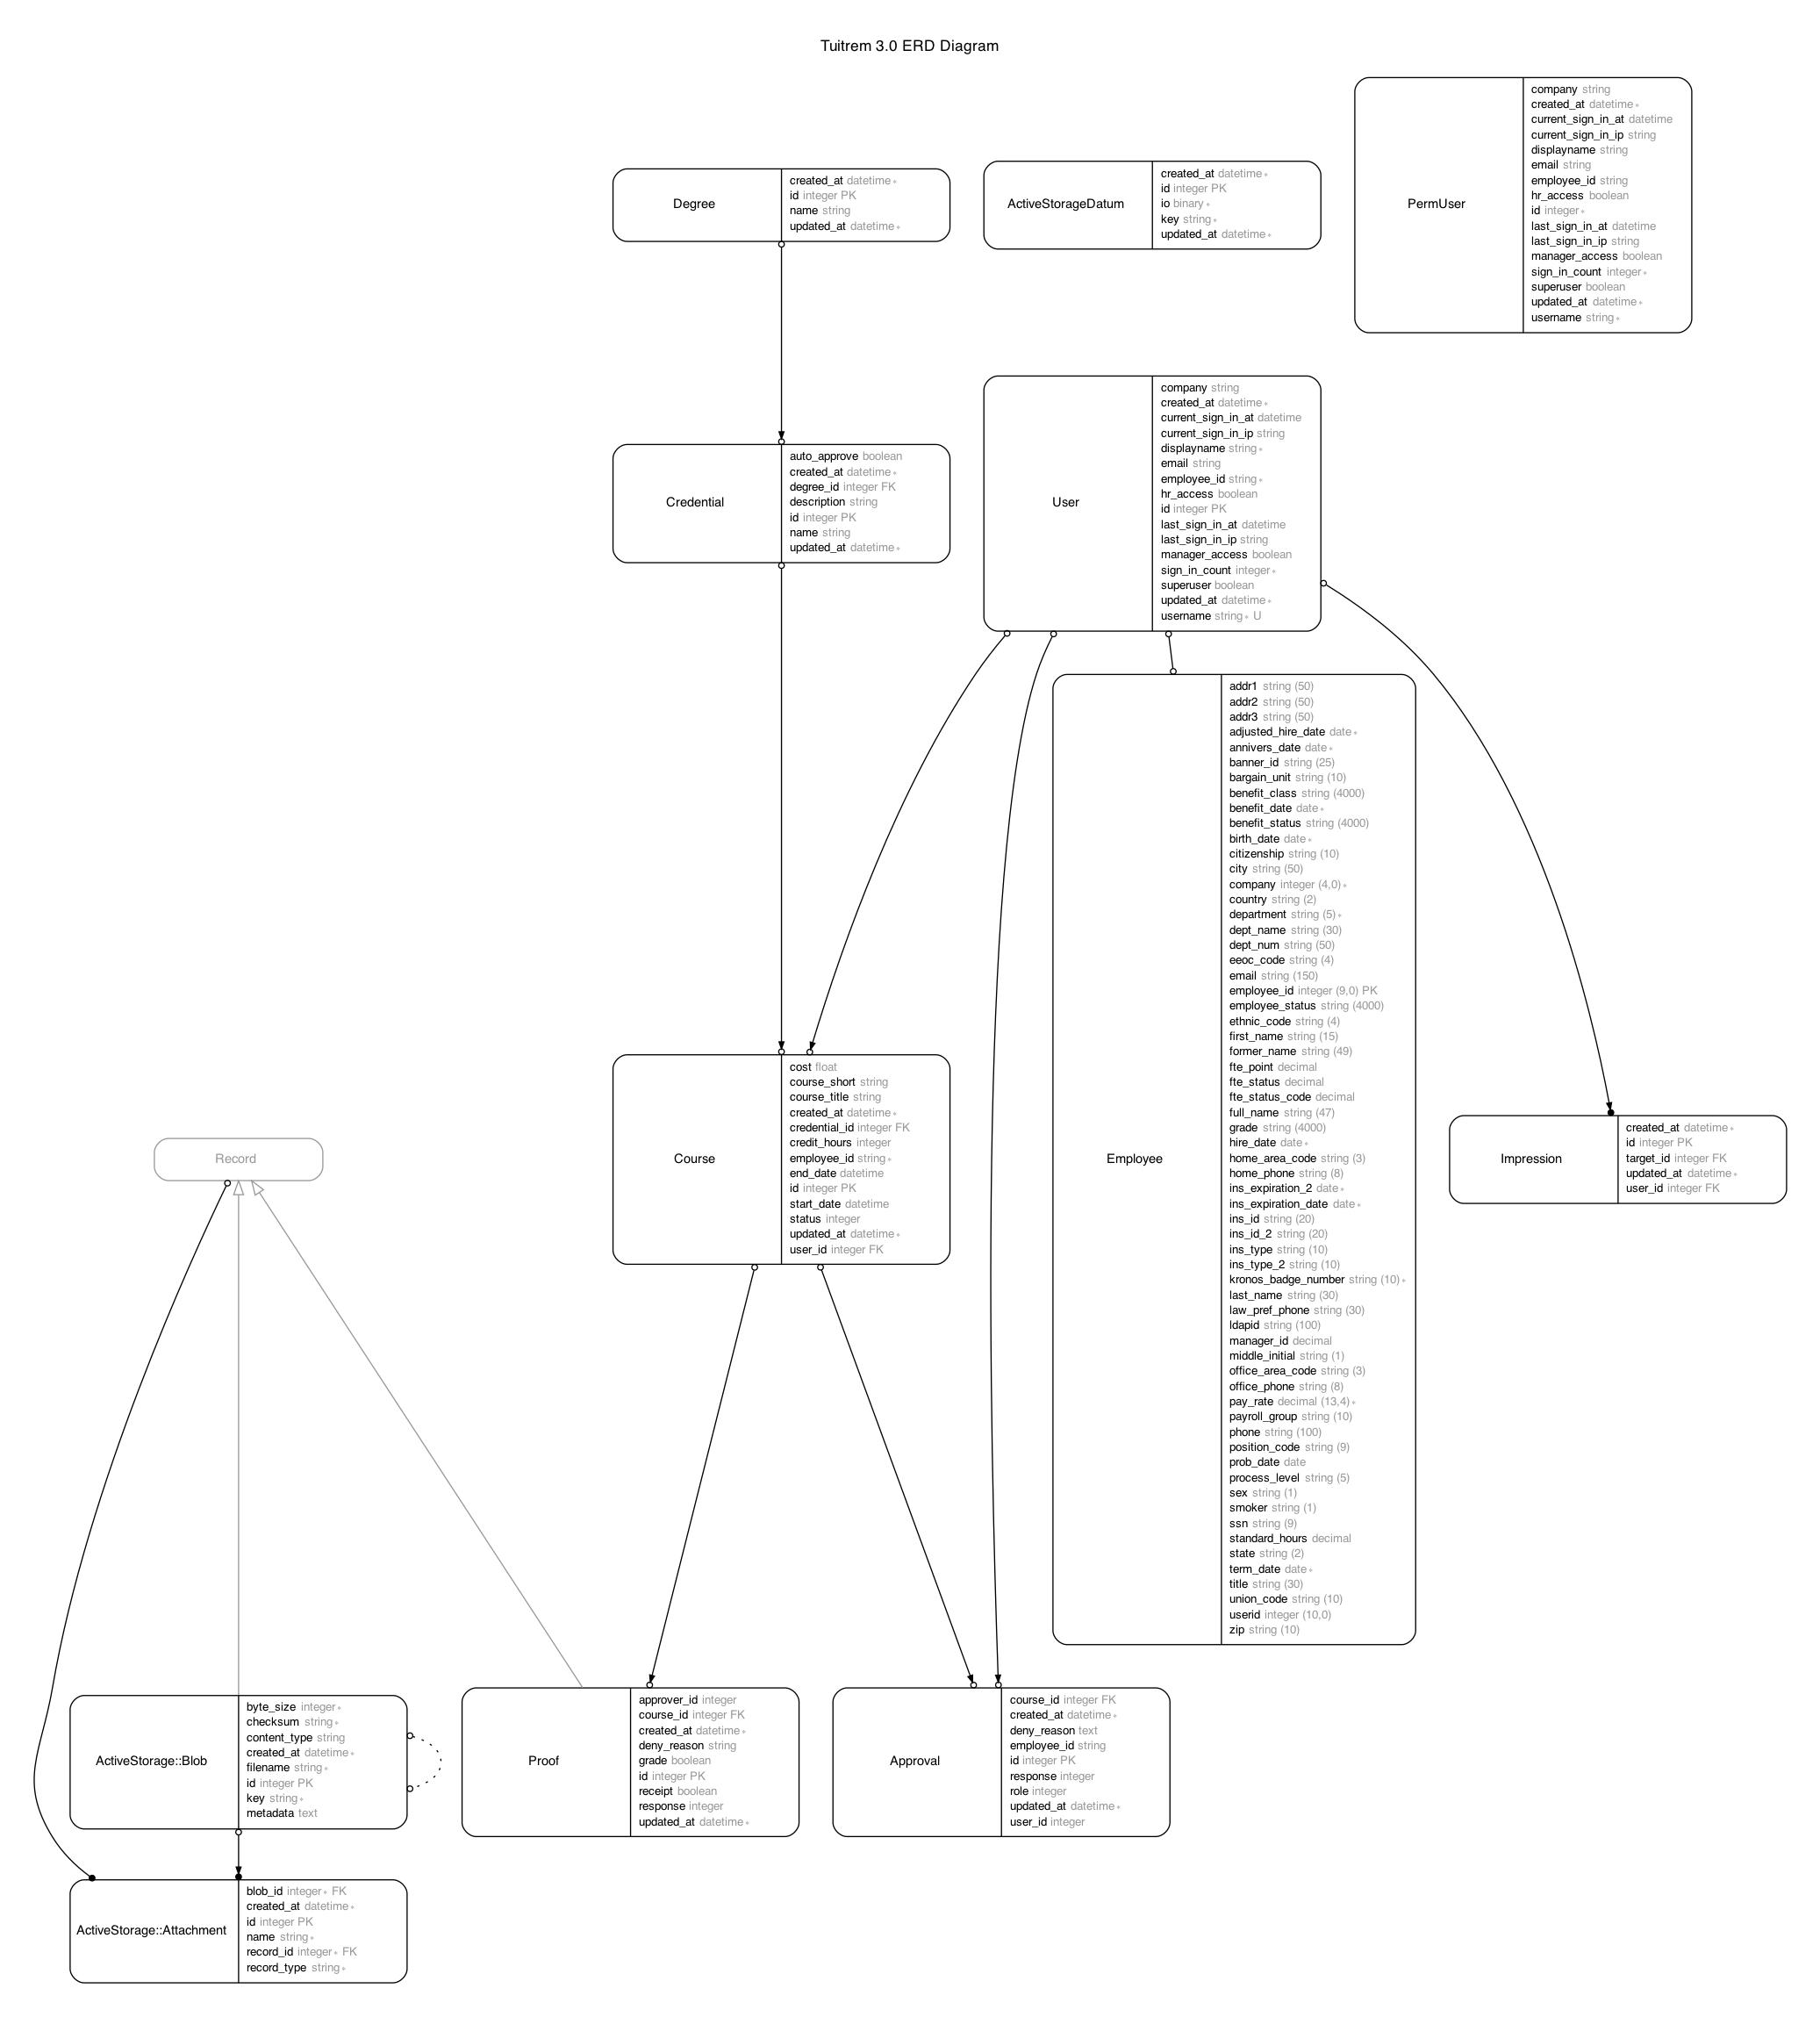 Tuitrem 3.0 ERD Diagram
PermUser
company string
created_at datetime∗
current_sign_in_at datetime
current_sign_in_ip string
displayname string
email string
employee_id string
hr_access boolean
id integer∗
last_sign_in_at datetime
last_sign_in_ip string
manager_access boolean
sign_in_count integer∗
superuser boolean
updated_at datetime∗
username string∗
Degree
created_at datetime∗
id integer PK
name string
updated_at datetime∗
ActiveStorageDatum
created_at datetime∗
id integer PK
io binary∗
key string∗
updated_at datetime∗
Credential
auto_approve boolean
created_at datetime∗
degree_id integer FK
description string
id integer PK
name string
updated_at datetime∗
User
company string
created_at datetime∗
current_sign_in_at datetime
current_sign_in_ip string
displayname string∗
email string
employee_id string∗
hr_access boolean
id integer PK
last_sign_in_at datetime
last_sign_in_ip string
manager_access boolean
sign_in_count integer∗
superuser boolean
updated_at datetime∗
username string∗ U
Employee
addr1 string (50)
addr2 string (50)
addr3 string (50)
adjusted_hire_date date∗
annivers_date date∗
banner_id string (25)
bargain_unit string (10)
benefit_class string (4000)
benefit_date date∗
benefit_status string (4000)
birth_date date∗
citizenship string (10)
city string (50)
company integer (4,0)∗
country string (2)
department string (5)∗
dept_name string (30)
dept_num string (50)
eeoc_code string (4)
email string (150)
employee_id integer (9,0) PK
employee_status string (4000)
ethnic_code string (4)
first_name string (15)
former_name string (49)
fte_point decimal
fte_status decimal
fte_status_code decimal
full_name string (47)
grade string (4000)
hire_date date∗
home_area_code string (3)
home_phone string (8)
ins_expiration_2 date∗
ins_expiration_date date∗
ins_id string (20)
ins_id_2 string (20)
ins_type string (10)
ins_type_2 string (10)
kronos_badge_number string (10)∗
last_name string (30)
law_pref_phone string (30)
ldapid string (100)
manager_id decimal
middle_initial string (1)
office_area_code string (3)
office_phone string (8)
pay_rate decimal (13,4)∗
payroll_group string (10)
phone string (100)
position_code string (9)
prob_date date
process_level string (5)
sex string (1)
smoker string (1)
ssn string (9)
standard_hours decimal
state string (2)
term_date date∗
title string (30)
union_code string (10)
userid integer (10,0)
zip string (10)
Course
cost float
course_short string
course_title string
created_at datetime∗
credential_id integer FK
credit_hours integer
employee_id string∗
end_date datetime
id integer PK
start_date datetime
status integer
updated_at datetime∗
user_id integer FK
Impression
created_at datetime∗
id integer PK
target_id integer FK
updated_at datetime∗
user_id integer FK
Record
ActiveStorage::Blob
byte_size integer∗
checksum string∗
content_type string
created_at datetime∗
filename string∗
id integer PK
key string∗
metadata text
Proof
approver_id integer
course_id integer FK
created_at datetime∗
deny_reason string
grade boolean
id integer PK
receipt boolean
response integer
updated_at datetime∗
Approval
course_id integer FK
created_at datetime∗
deny_reason text
employee_id string
id integer PK
response integer
role integer
updated_at datetime∗
user_id integer
ActiveStorage::Attachment
blob_id integer∗ FK
created_at datetime∗
id integer PK
name string∗
record_id integer∗ FK
record_type string∗